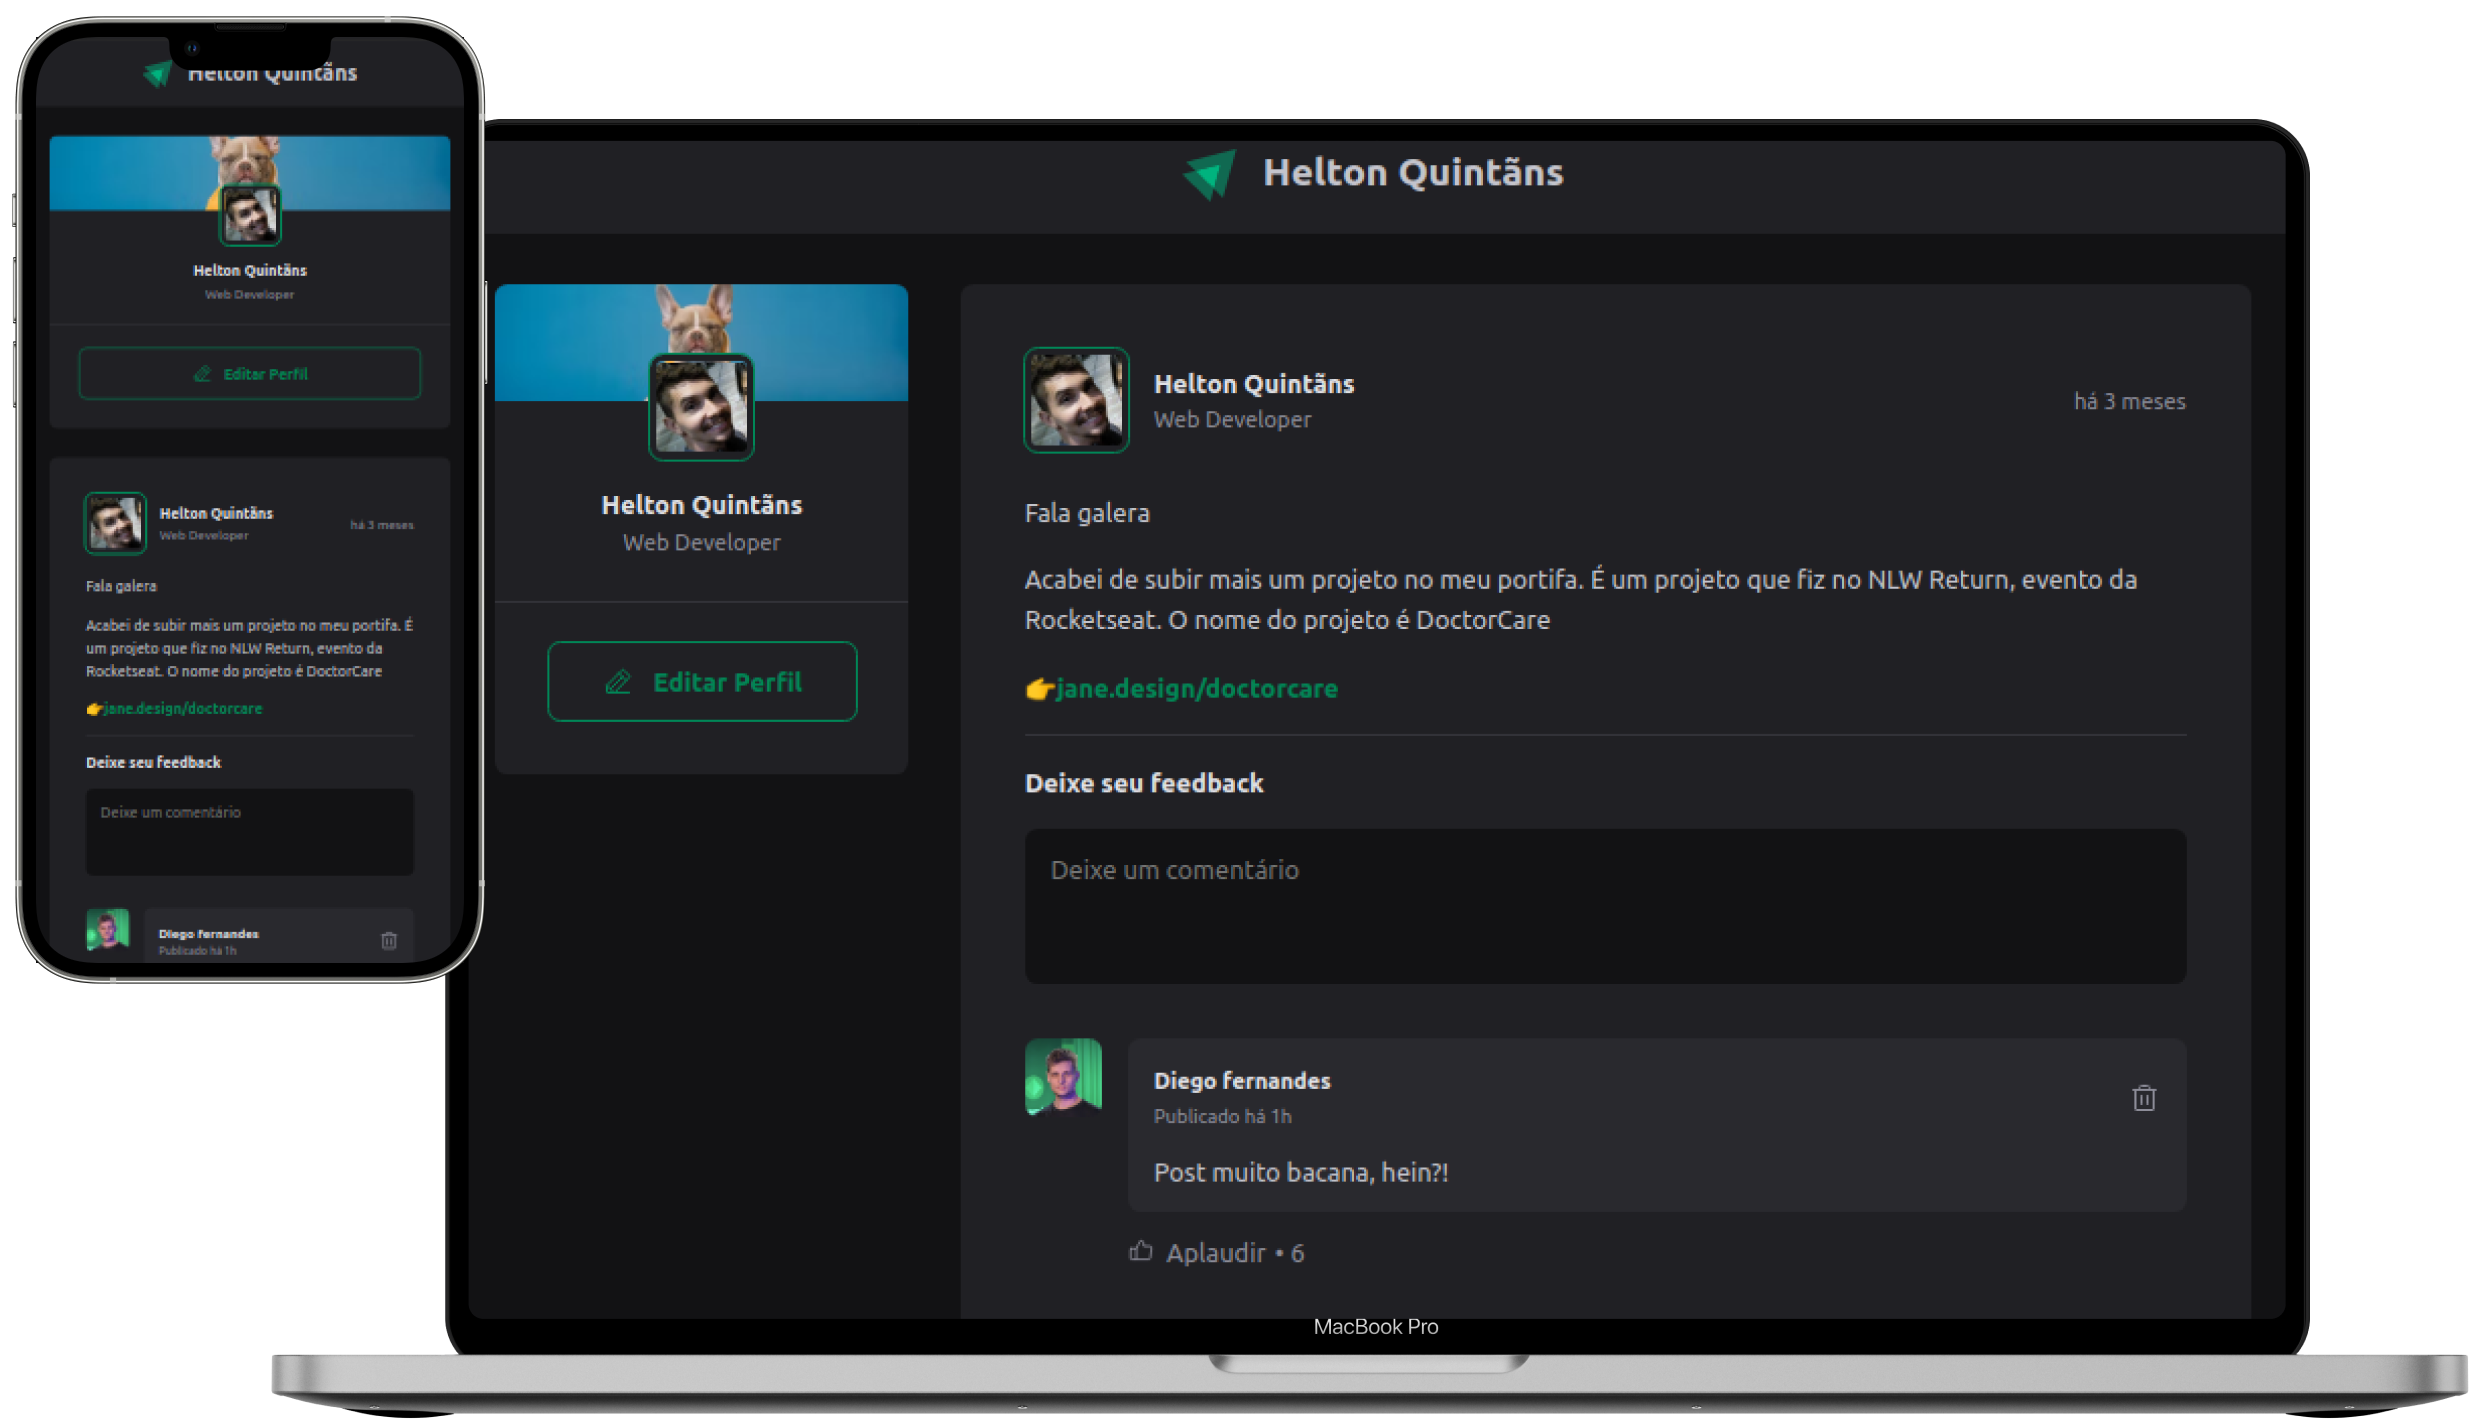 Helton Quintãns
Helton Quintãns
Web Developer
Editar Perfil
Helton Quintãns
Web Developer
há 3 meses
Fala galera
Acabei de subir mais um projeto no meu portifa. É
um projeto que fiz no NLW Return, evento da
Rocketseat. O nome do projeto é DoctorCare
👉jane.design/doctorcare
Deixe seu feedback
Deixe um comentário
Diego fernandes
Publicado há 1h
Helton Quintãns
Helton Quintãns
Web Developer
Editar Perfil
Helton Quintãns
Web Developer
há 3 meses
Fala galera
Acabei de subir mais um projeto no meu portifa. É um projeto que fiz no NLW Return, evento da
Rocketseat. O nome do projeto é DoctorCare
👉jane.design/doctorcare
Deixe seu feedback
Deixe um comentário
Diego fernandes
Publicado há 1h
Post muito bacana, hein?!
Aplaudir • 6
MacBook Pro